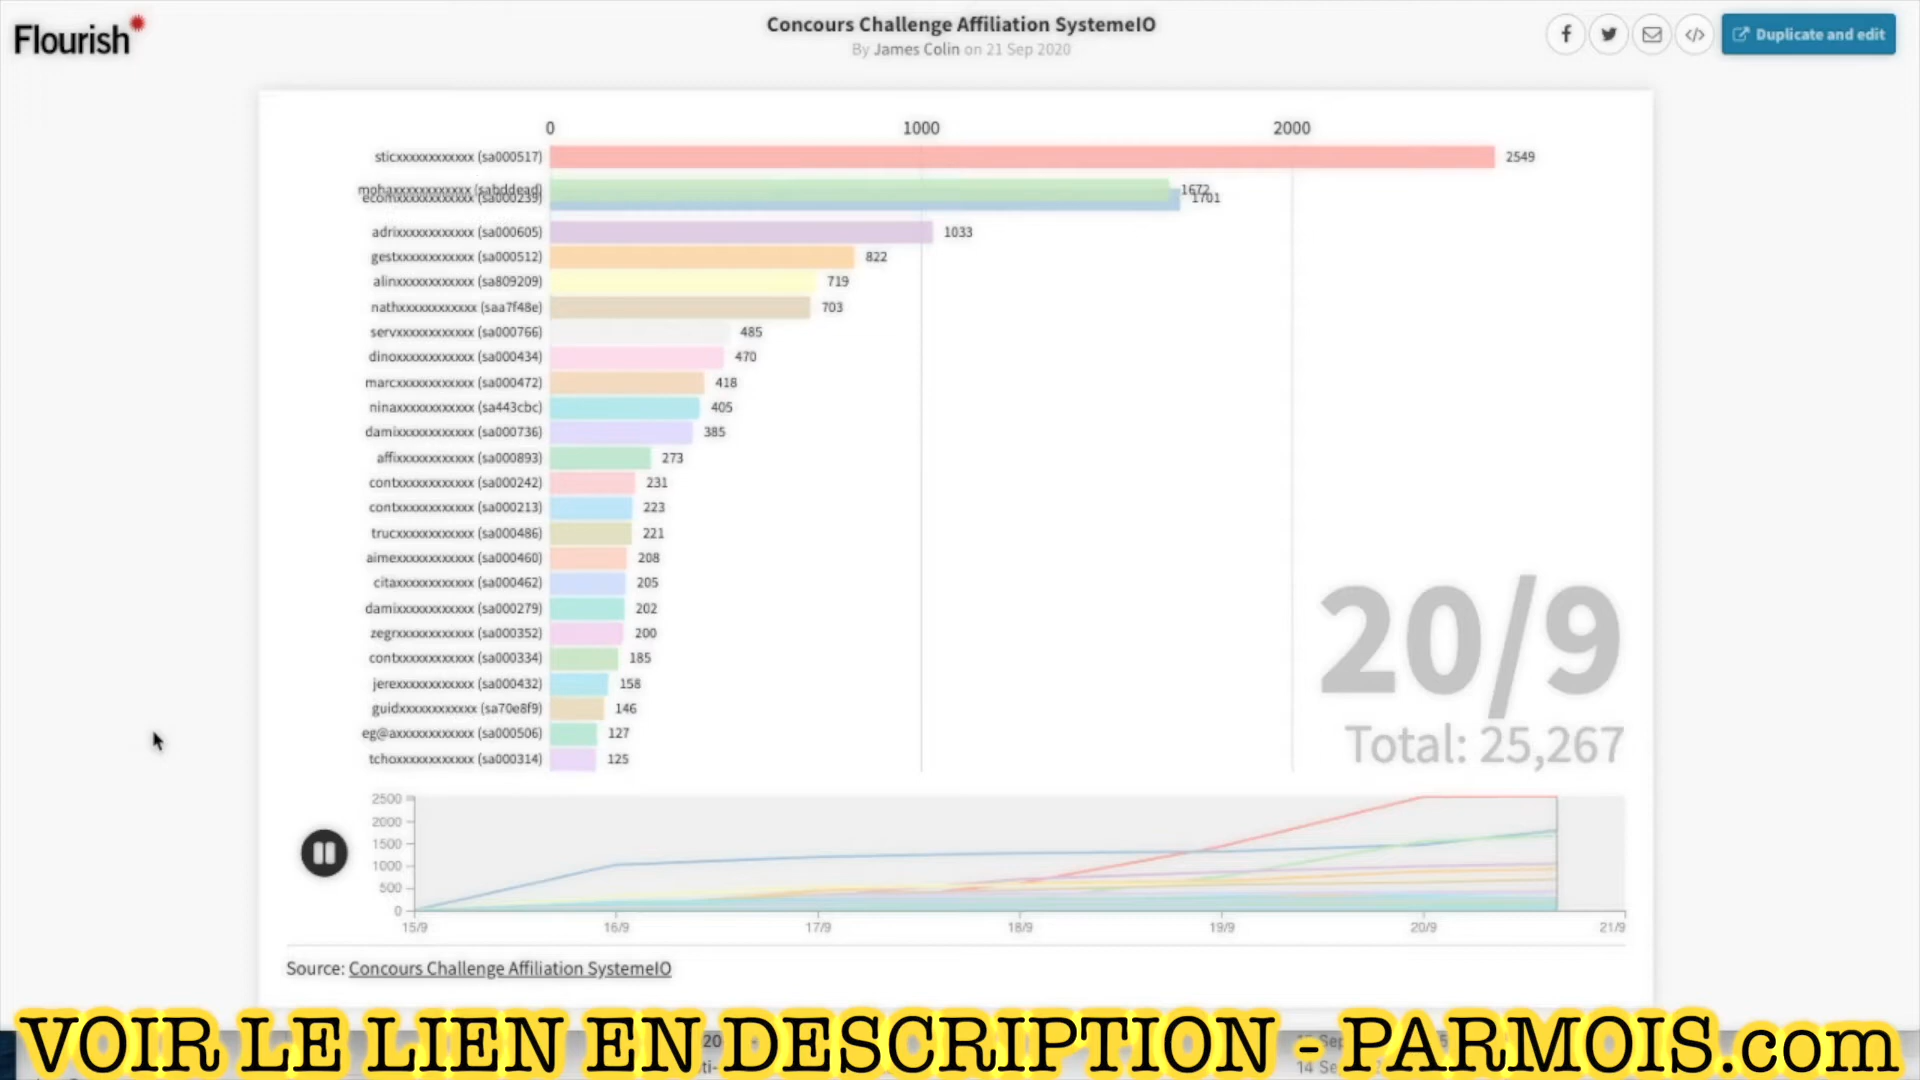 Flourish
Concours Challenge Affiliation SystemeIO
By James Colin on 21 Sep 2020
Duplicate and edit
0 1000 2000
sticxxxxxxxxxxxx (sa000517) 2549
mohaxxxxxxxxxxxx (sabddead) 1672
ecomxxxxxxxxxxxx (sa000239) 1701
adrixxxxxxxxxxxx (sa000605) 1033
gestxxxxxxxxxxxx (sa000512) 822
alinxxxxxxxxxxxx (sa809209) 719
nathxxxxxxxxxxxx (saa7f48e) 703
servxxxxxxxxxxxx (sa000766) 485
dinoxxxxxxxxxxxx (sa000434) 470
marcxxxxxxxxxxxx (sa000472) 418
ninaxxxxxxxxxxxx (sa443cbc) 405
damixxxxxxxxxxxx (sa000736) 385
affixxxxxxxxxxxx (sa000893) 273
contxxxxxxxxxxxx (sa000242) 231
contxxxxxxxxxxxx (sa000213) 223
trucxxxxxxxxxxxx (sa000486) 221
aimexxxxxxxxxxxx (sa000460) 208
citaxxxxxxxxxxxx (sa000462) 205
damixxxxxxxxxxxx (sa000279) 202
zegrxxxxxxxxxxxx (sa000352) 200
contxxxxxxxxxxxx (sa000334) 185
jerexxxxxxxxxxxx (sa000432) 158
guidxxxxxxxxxxxx (sa70e8f9) 146
eg@axxxxxxxxxxxx (sa000506) 127
tchoxxxxxxxxxxxx (sa000314) 125
20/9
Total: 25,267
2500
2000
1500
1000
500
0
15/9 16/9 17/9 18/9 19/9 20/9 21/9
Source: Concours Challenge Affiliation SystemeIO
VOIR LE LIEN EN DESCRIPTION - PARMOIS.com